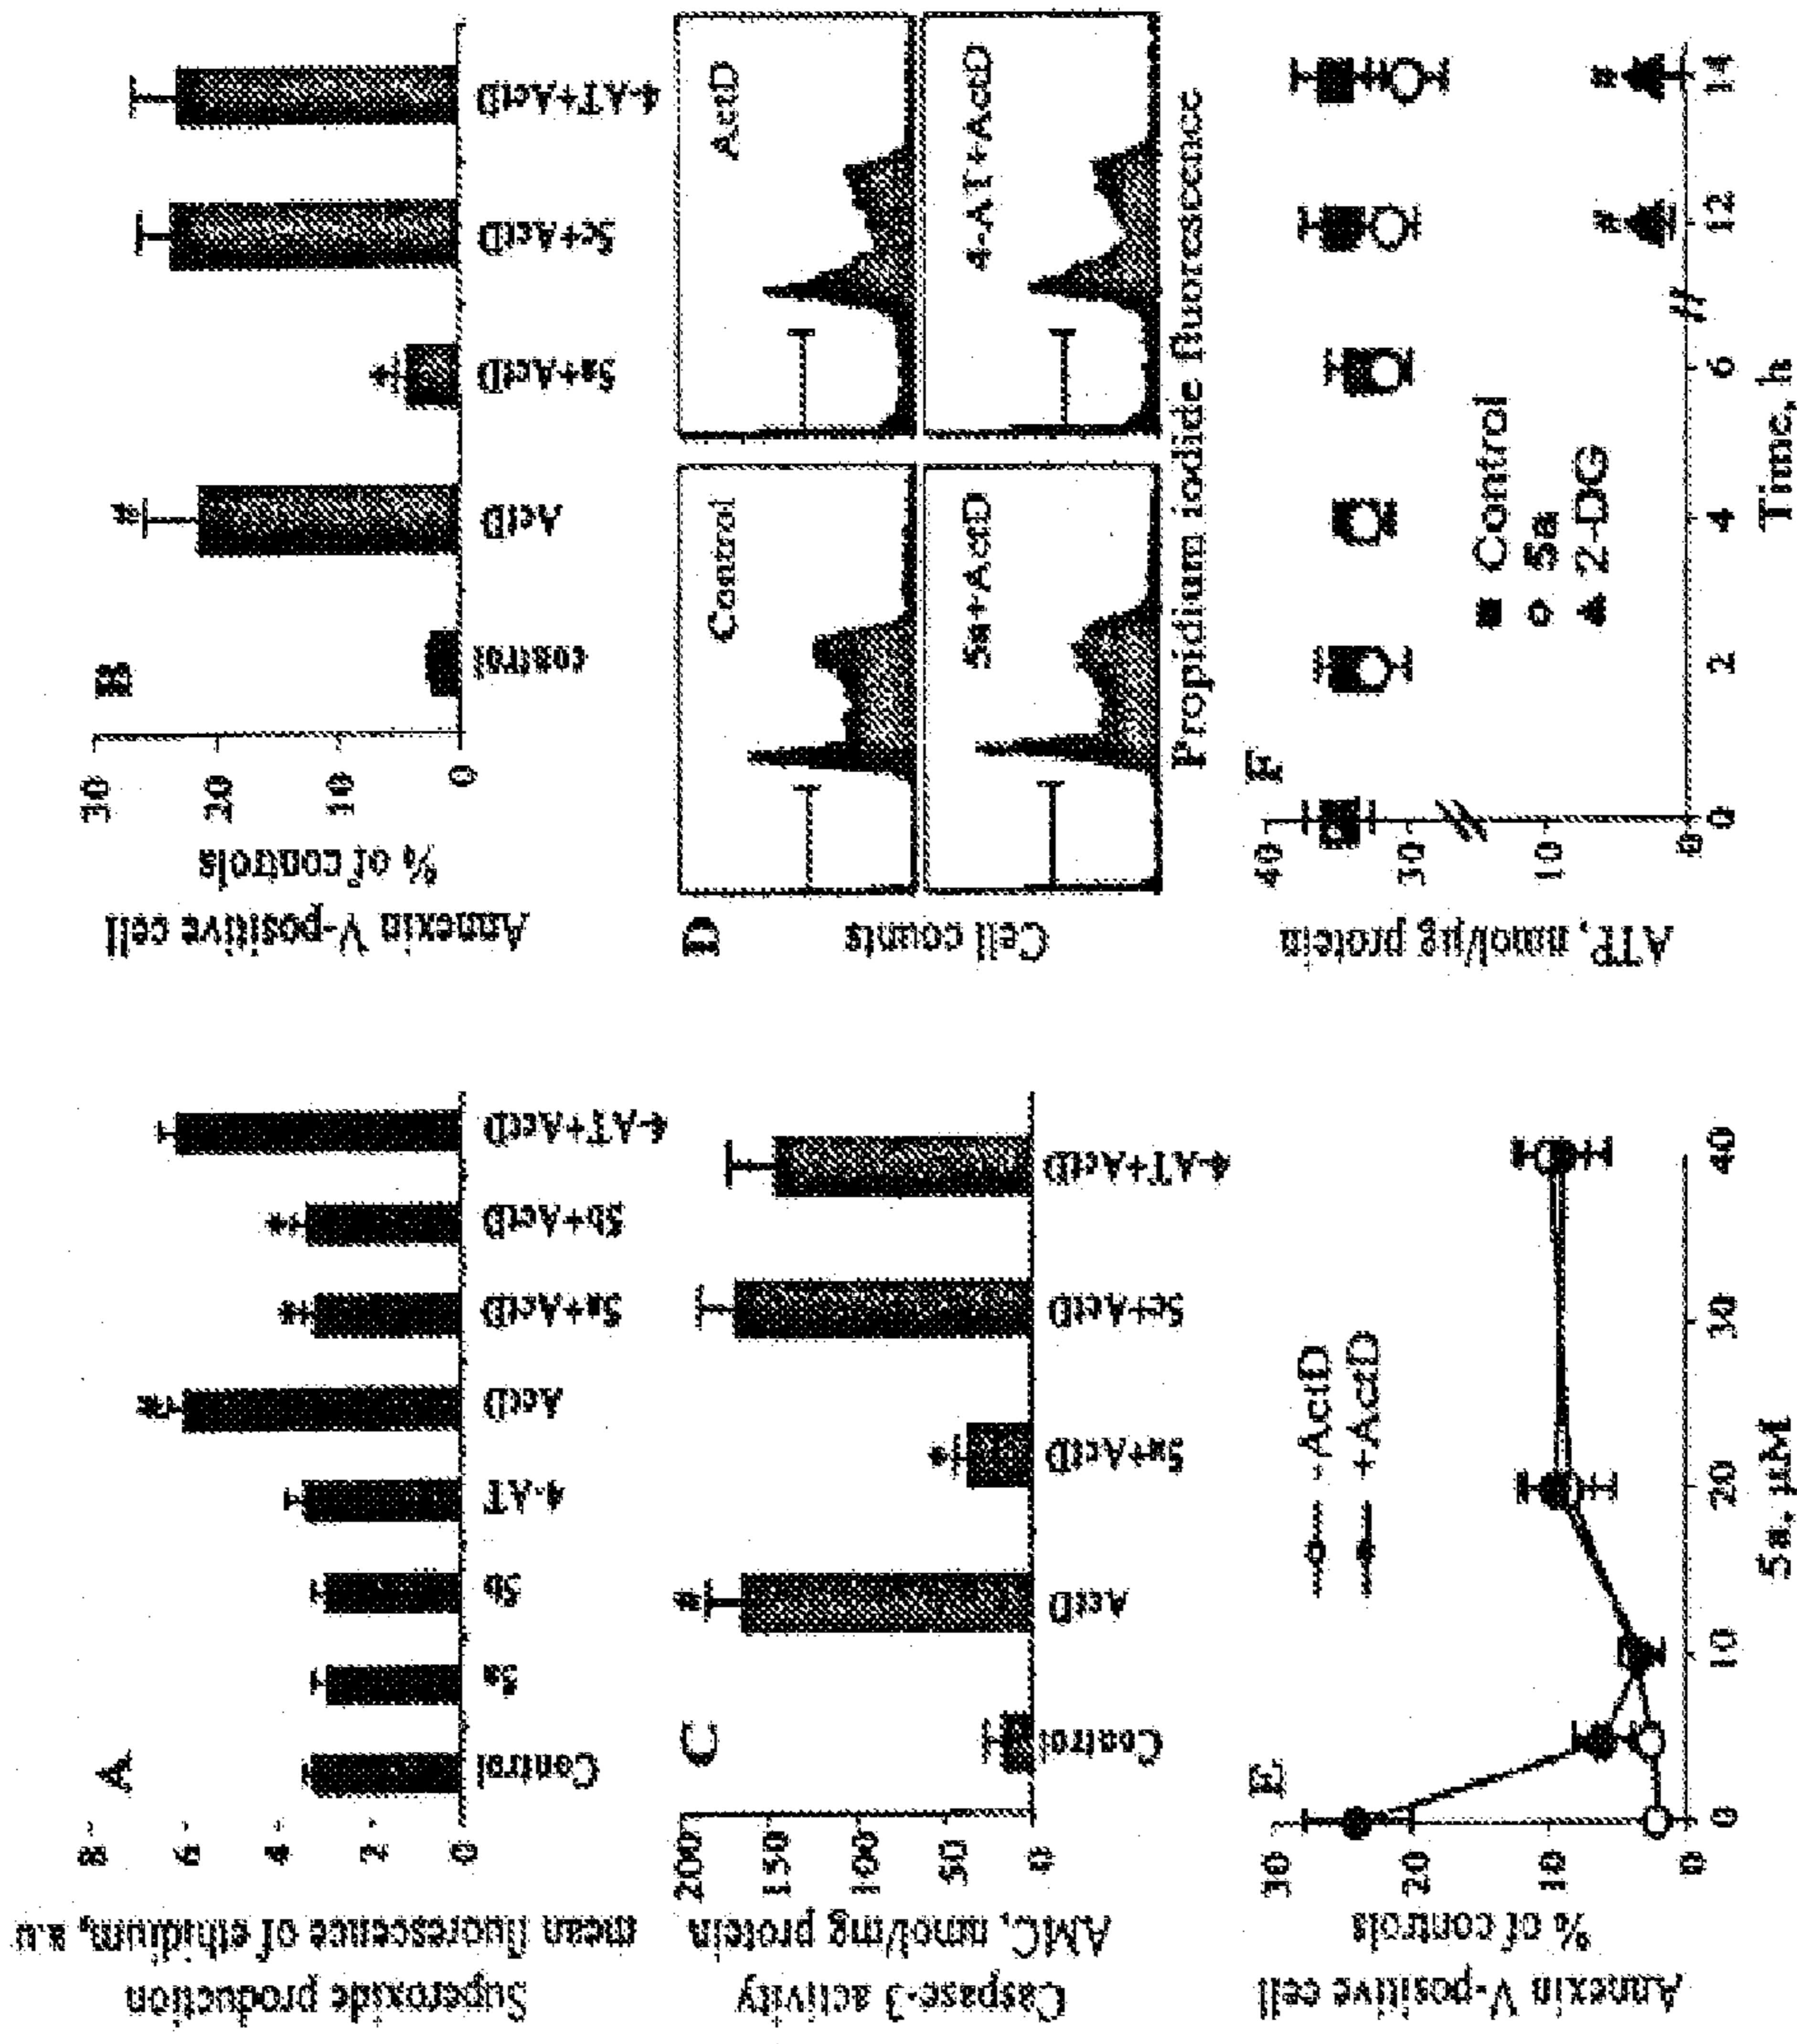 A
Superoxide production
mean fluorescence of ethidium, a.u
8
6
4
2
0
Control
5a
5b
4-AT
ActD
#
5a+ActD
*
5b+ActD
*
4-AT+ActD
B
Annexin V-positive cell
% of controls
30
20
10
0
control
ActD
#
5a+ActD
*
5c+ActD
4-AT+ActD
C
Caspase-3 activity
AMC, nmol/mg protein
200
150
100
50
0
Control
ActD
#
5a+ActD
*
5c+ActD
4-AT+ActD
D
Cell counts
Control
ActD
5a+ActD
4-AT+ActD
Propidium iodide fluorescence
E
Annexin V-positive cell
% of controls
30
20
10
0
-ActD
+ActD
0 10 20 30 40
5a, µM
F
ATP, nmol/µg protein
40
30
10
0
Control
5a
2-DG
# #
0 2 4 6 12 14
Time, h